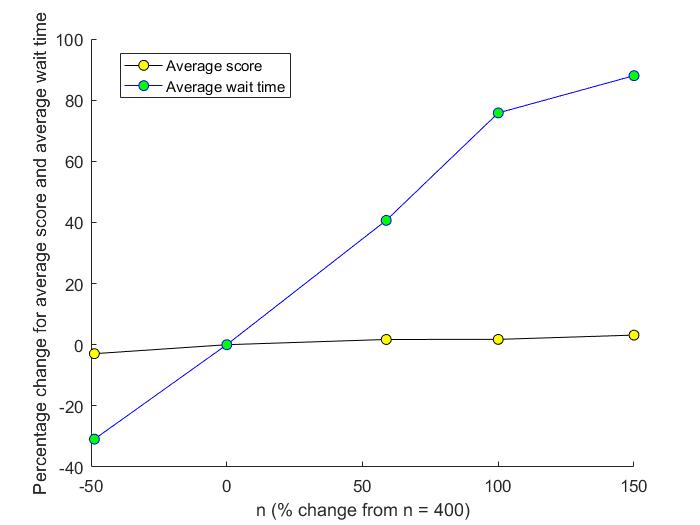 Percentage change for average score and average wait time
100
80
60
40
20
0
-20
-40
Average score
Average wait time
-50 0 50 100 150
n (% change from n = 400)